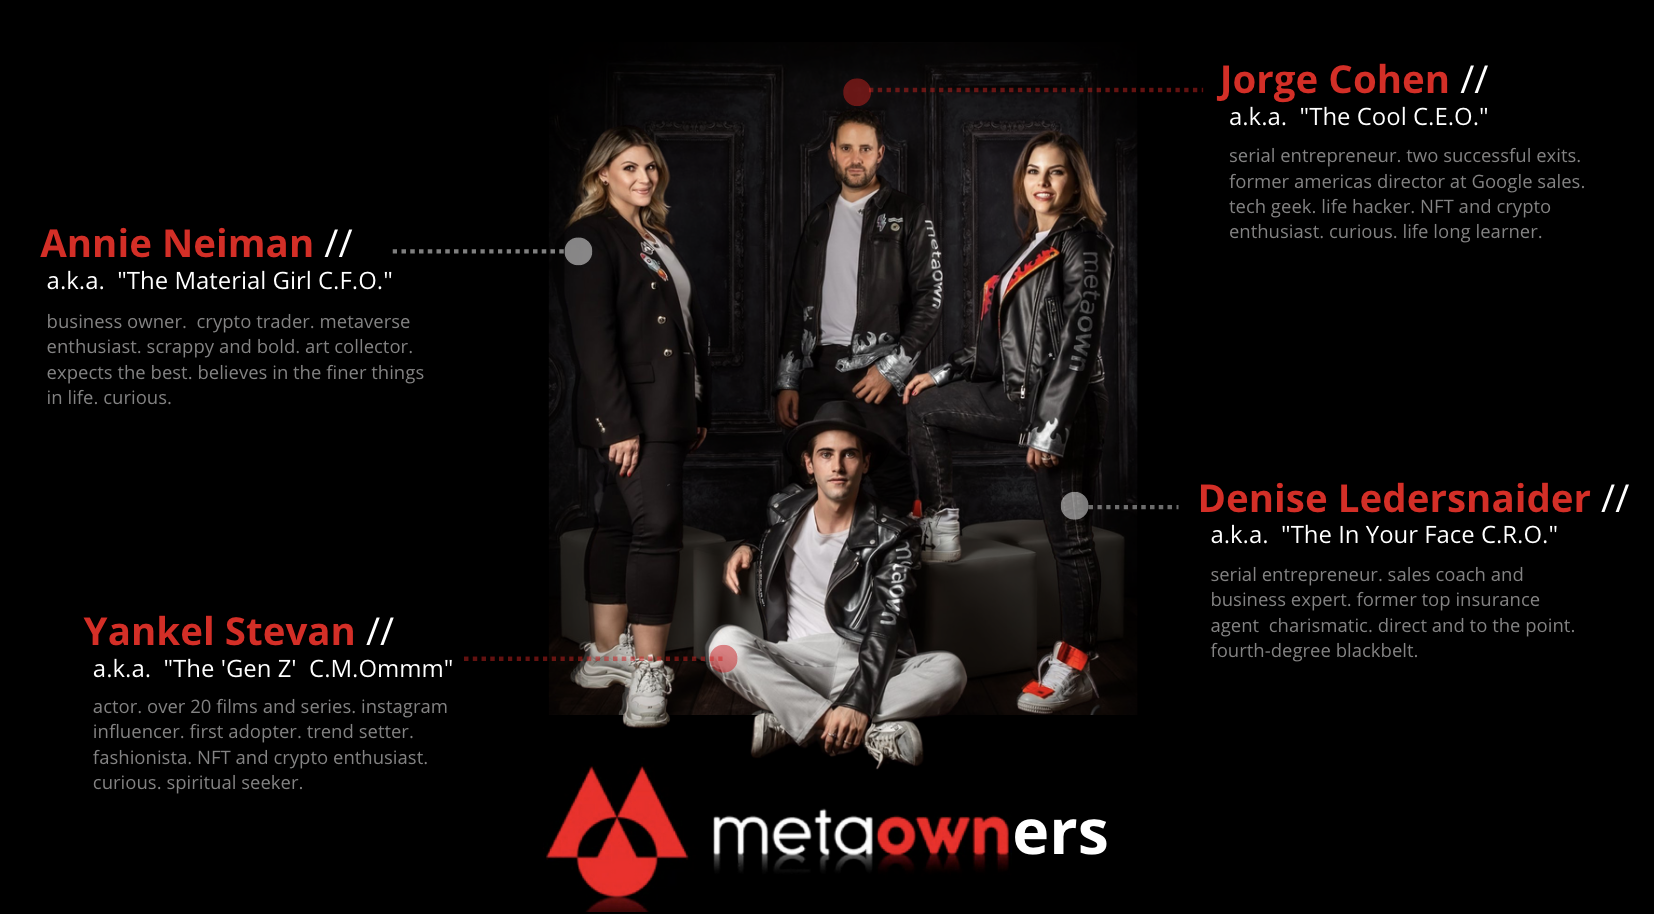 Jorge Cohen //
a.k.a. "The Cool C.E.O."
serial entrepreneur. two successful exits.
former americas director at Google sales.
tech geek. life hacker. NFT and crypto
enthusiast. curious. life long learner.
Annie Neiman //
a.k.a. "The Material Girl C.F.O."
business owner. crypto trader. metaverse
enthusiast. scrappy and bold. art collector.
expects the best. believes in the finer things
in life. curious.
metaown
metaown
Denise Ledersnaider //
a.k.a. "The In Your Face C.R.O."
serial entrepreneur. sales coach and
business expert. former top insurance
agent charismatic. direct and to the point.
fourth-degree blackbelt.
Yankel Stevan //
a.k.a. "The 'Gen Z' C.M.Ommm"
actor. over 20 films and series. instagram
influencer. first adopter. trend setter.
fashionista. NFT and crypto enthusiast.
curious. spiritual seeker.
metaowners